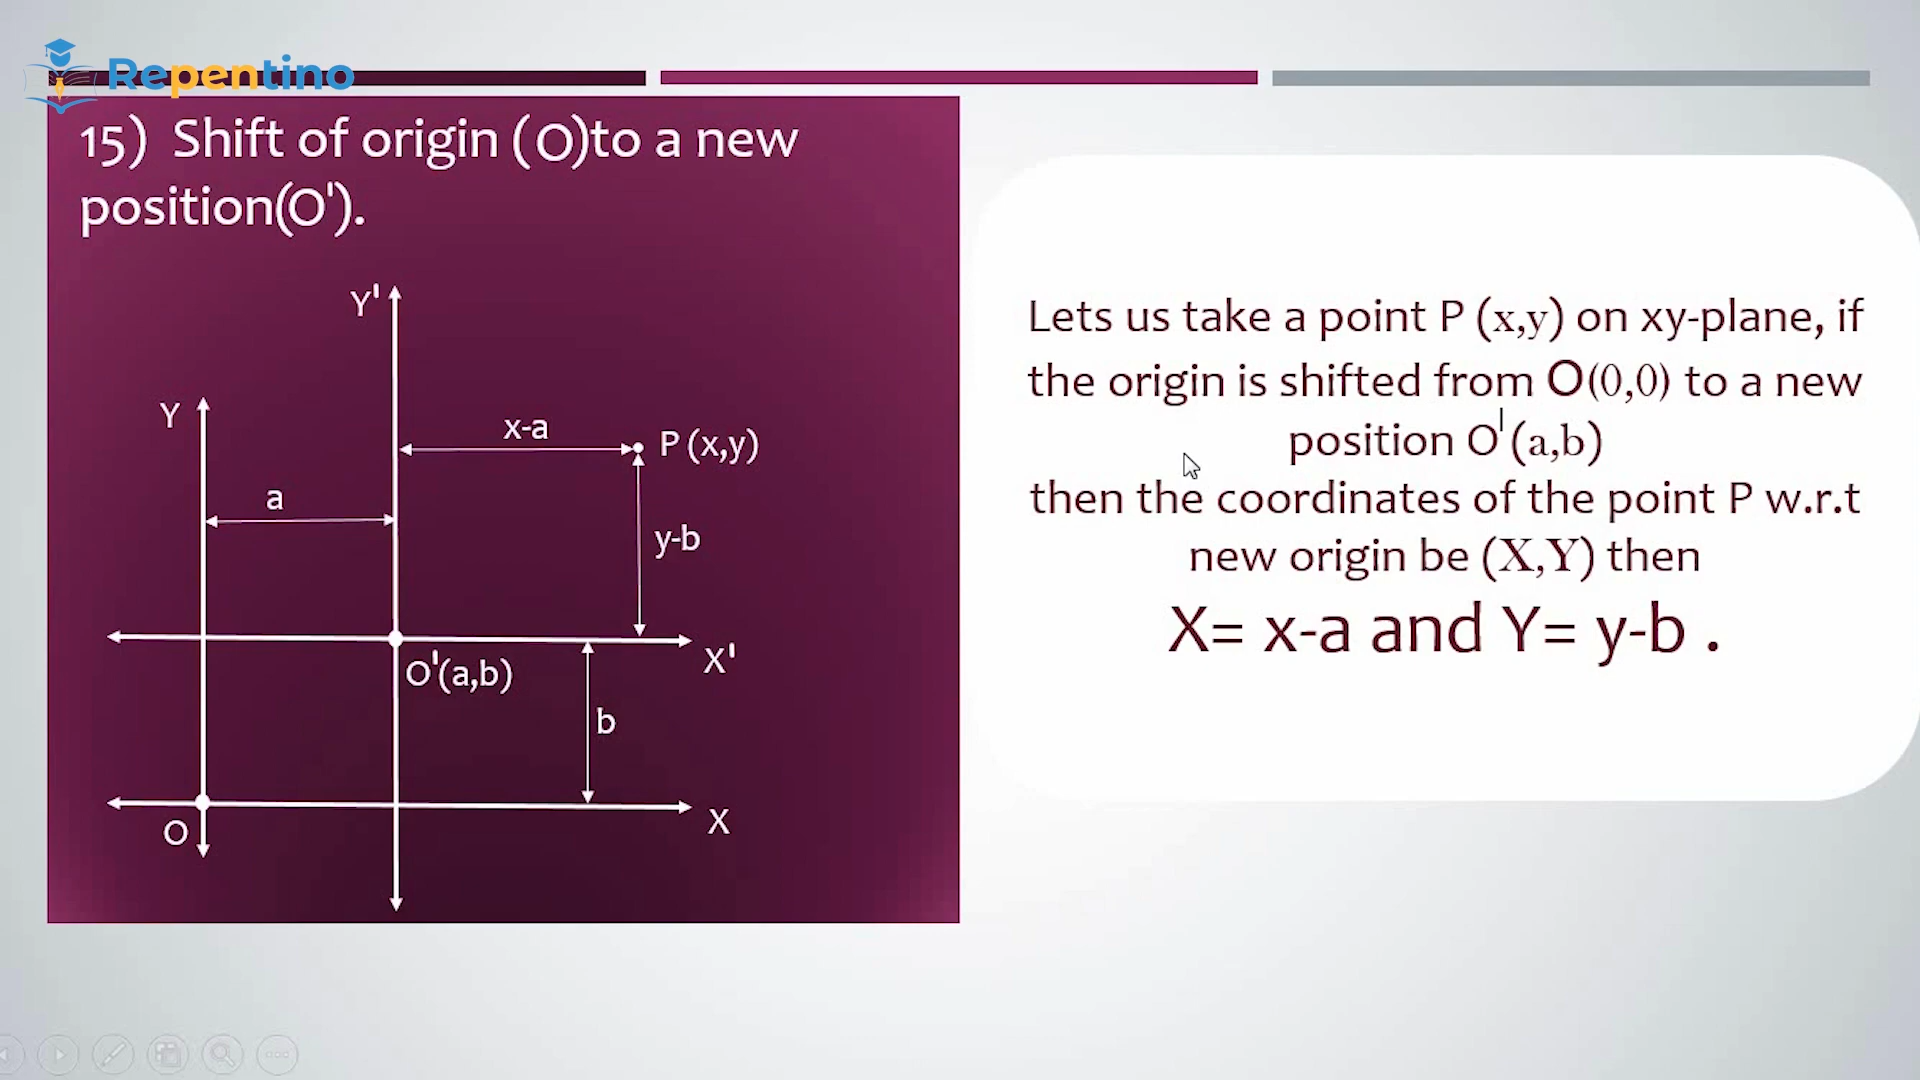 Repentino
15) Shift of origin (O)to a new
position(O').
Y'
Y
x-a
P (x,y)
a
y-b
X'
O'(a,b)
b
X
O
Lets us take a point P (x,y) on xy-plane, if
the origin is shifted from O(0,0) to a new
position O'(a,b)
then the coordinates of the point P w.r.t
new origin be (X,Y) then
X= x-a and Y= y-b .